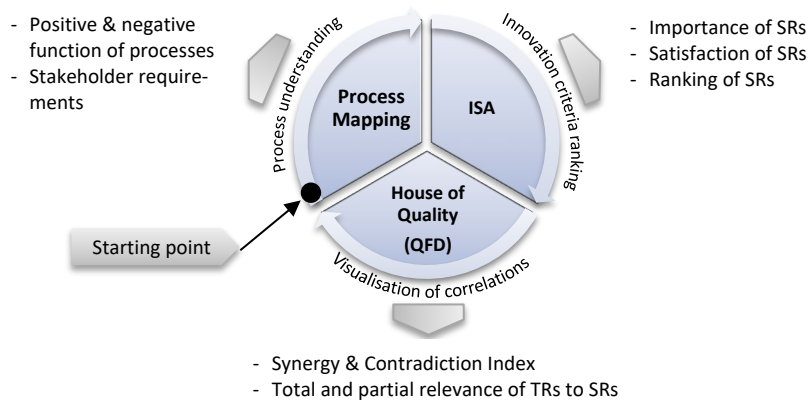 - Positive & negative
function of processes
- Stakeholder require-
ments
Process understanding
Process
Mapping
ISA
Innovation criteria ranking
- Importance of SRs
- Satisfaction of SRs
- Ranking of SRs
House of
Quality
(QFD)
Starting point
Visualisation of correlations
- Synergy & Contradiction Index
- Total and partial relevance of TRs to SRs